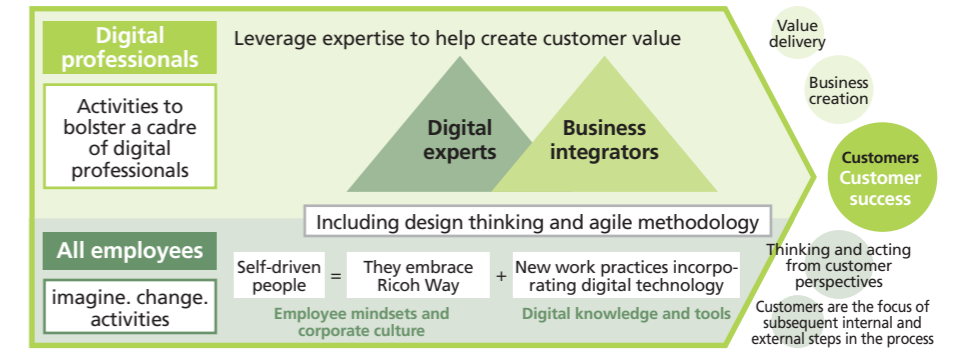 Digital
professionals
Leverage expertise to help create customer value
Activities to
bolster a cadre
of digital
professionals
Digital
experts
Business
integrators
Including design thinking and agile methodology
All employees
imagine. change.
activities
Self-driven
people
=
They embrace
Ricoh Way
+
New work practices incorpo-
rating digital technology
Employee mindsets and
corporate culture
Digital knowledge and tools
Value
delivery
Business
creation
Customers
Customer
success
Thinking and acting
from customer
perspectives
Customers are the focus of
subsequent internal and
external steps in the process